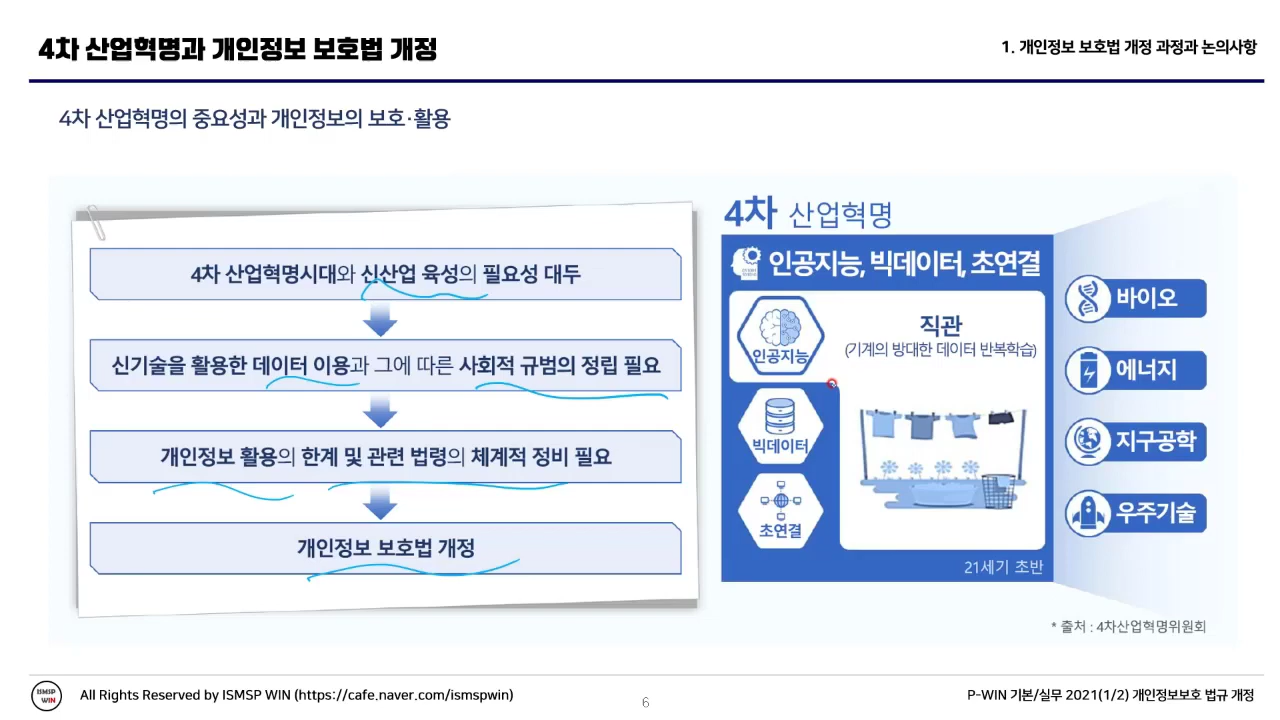 4차 산업혁명과 개인정보 보호법 개정
1. 개인정보 보호법 개정 과정과 논의사항
4차 산업혁명의 중요성과 개인정보의 보호·활용
4차 산업혁명시대와 신산업 육성의 필요성 대두
신기술을 활용한 데이터 이용과 그에 따른 사회적 규범의 정립 필요
개인정보 활용의 한계 및 관련 법령의 체계적 정비 필요
개인정보 보호법 개정
4차 산업혁명
인공지능, 빅데이터, 초연결
인공지능
직관
(기계의 방대한 데이터 반복학습)
빅데이터
초연결
21세기 초반
바이오
에너지
지구공학
우주기술
* 출처 : 4차산업혁명위원회
ISMSP
WIN
All Rights Reserved by ISMSP WIN (https://cafe.naver.com/ismspwin)
6
P-WIN 기본/실무 2021(1/2) 개인정보보호 법규 개정